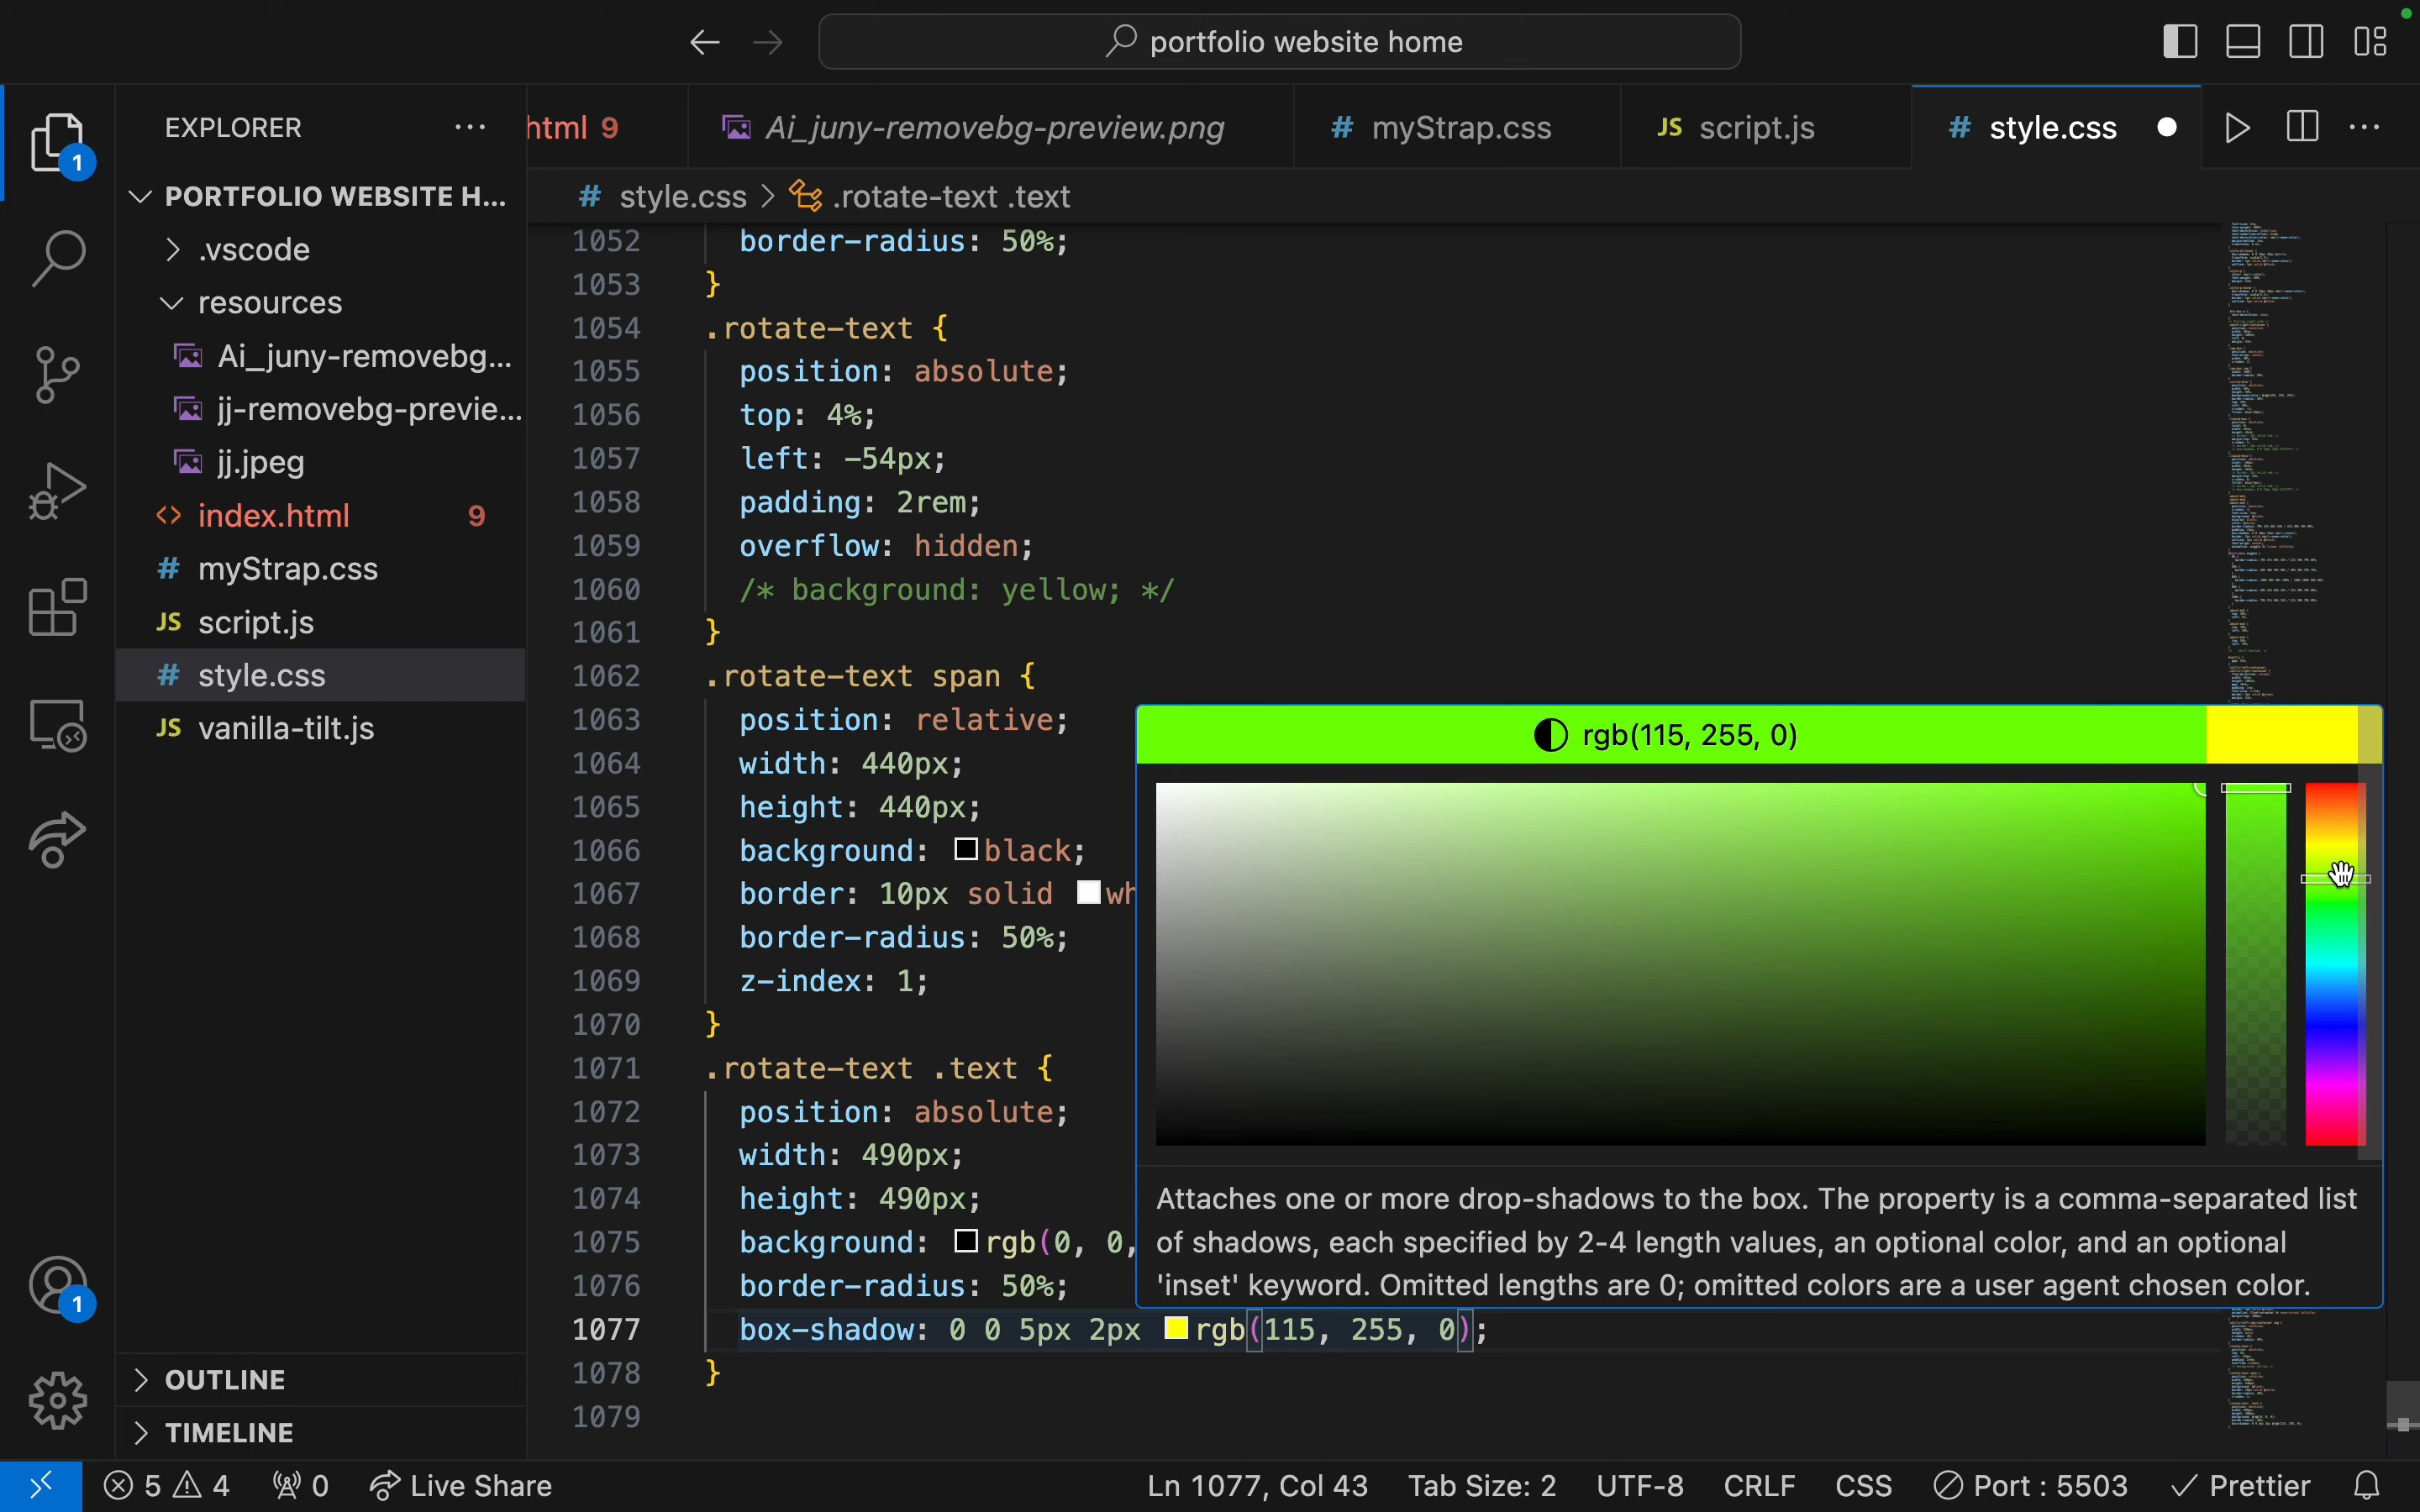 portfolio website home
EXPLORER
PORTFOLIO WEBSITE H...
.vscode
resources
Ai_juny-removebg...
jj-removebg-previe...
jj.jpeg
<> index.html 9
# myStrap.css
JS script.js
# style.css
JS vanilla-tilt.js
OUTLINE
TIMELINE
1
1
html 9
Ai_juny-removebg-preview.png
# myStrap.css
JS script.js
# style.css
# style.css > .rotate-text .text
1052 border-radius: 50%;
1053 }
1054 .rotate-text {
1055 position: absolute;
1056 top: 4%;
1057 left: -54px;
1058 padding: 2rem;
1059 overflow: hidden;
1060 /* background: yellow; */
1061 }
1062 .rotate-text span {
1063 position: relative;
1064 width: 440px;
1065 height: 440px;
1066 background: black;
1067 border: 10px solid wh
1068 border-radius: 50%;
1069 z-index: 1;
1070 }
1071 .rotate-text .text {
1072 position: absolute;
1073 width: 490px;
1074 height: 490px;
1075 background: rgb(0, 0,
1076 border-radius: 50%;
1077 box-shadow: 0 0 5px 2px rgb(115, 255, 0);
1078 }
1079
rgb(115, 255, 0)
Attaches one or more drop-shadows to the box. The property is a comma-separated list
of shadows, each specified by 2-4 length values, an optional color, and an optional
'inset' keyword. Omitted lengths are 0; omitted colors are a user agent chosen color.
5 4 0 Live Share
Ln 1077, Col 43 Tab Size: 2 UTF-8 CRLF CSS Port : 5503 Prettier